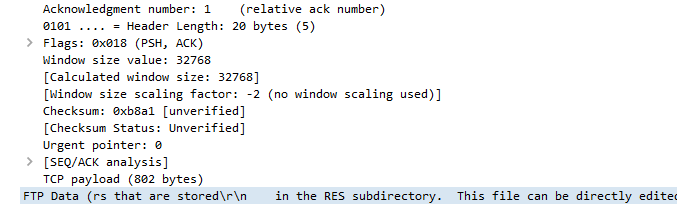 Acknowledgment number: 1    (relative ack number)
0101 .... = Header Length: 20 bytes (5)
> Flags: 0x018 (PSH, ACK)
Window size value: 32768
[Calculated window size: 32768]
[Window size scaling factor: -2 (no window scaling used)]
Checksum: 0xb8a1 [unverified]
[Checksum Status: Unverified]
Urgent pointer: 0
> [SEQ/ACK analysis]
TCP payload (802 bytes)
FTP Data (rs that are stored\r\n    in the RES subdirectory.  This file can be directly edited